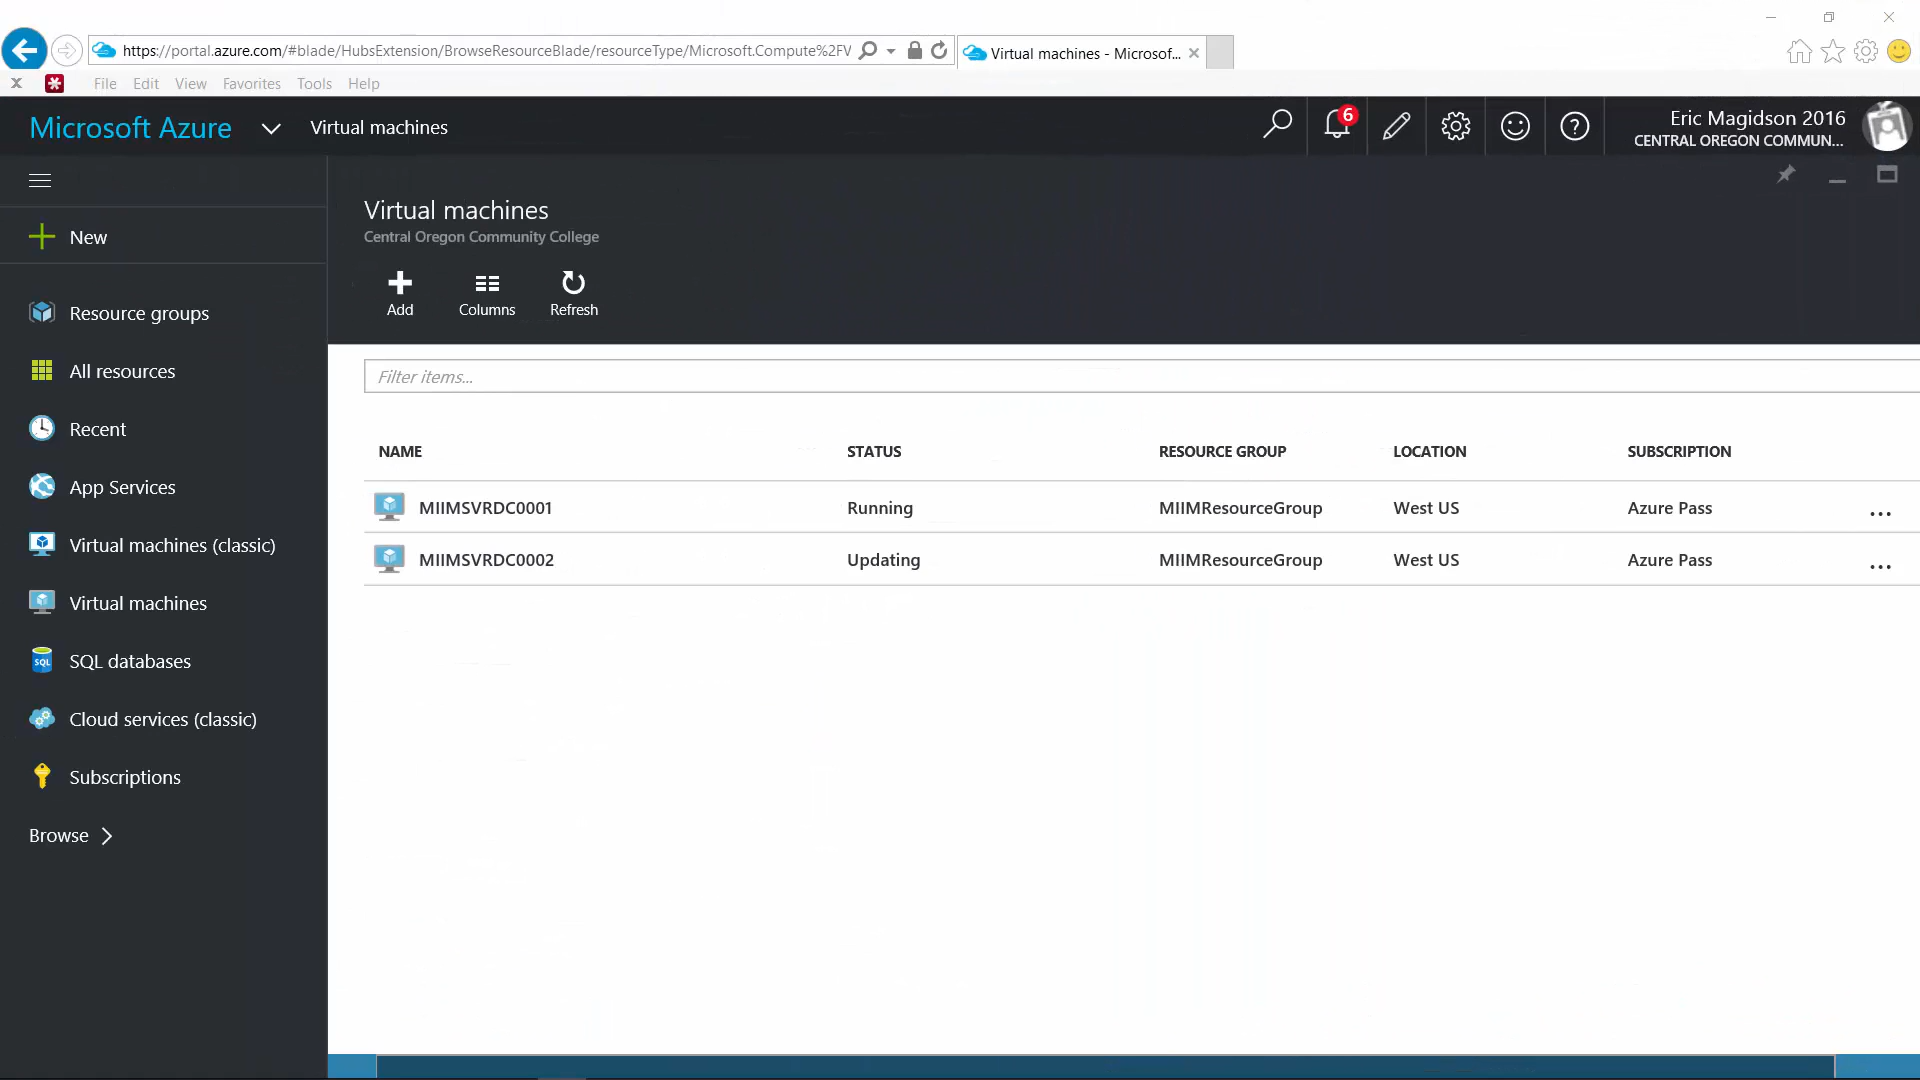 https://portal.azure.com/#blade/HubsExtension/BrowseResourceBlade/resourceType/Microsoft.Compute%2FV
Virtual machines - Microsof...
File Edit View Favorites Tools Help
Microsoft Azure Virtual machines
6
Eric Magidson 2016
CENTRAL OREGON COMMUN...
New
Resource groups
All resources
Recent
App Services
Virtual machines (classic)
Virtual machines
SQL databases
Cloud services (classic)
Subscriptions
Browse
Virtual machines
Central Oregon Community College
Add Columns Refresh
Filter items...
NAME STATUS RESOURCE GROUP LOCATION SUBSCRIPTION
MIIMSVRDC0001 Running MIIMResourceGroup West US Azure Pass ...
MIIMSVRDC0002 Updating MIIMResourceGroup West US Azure Pass ...